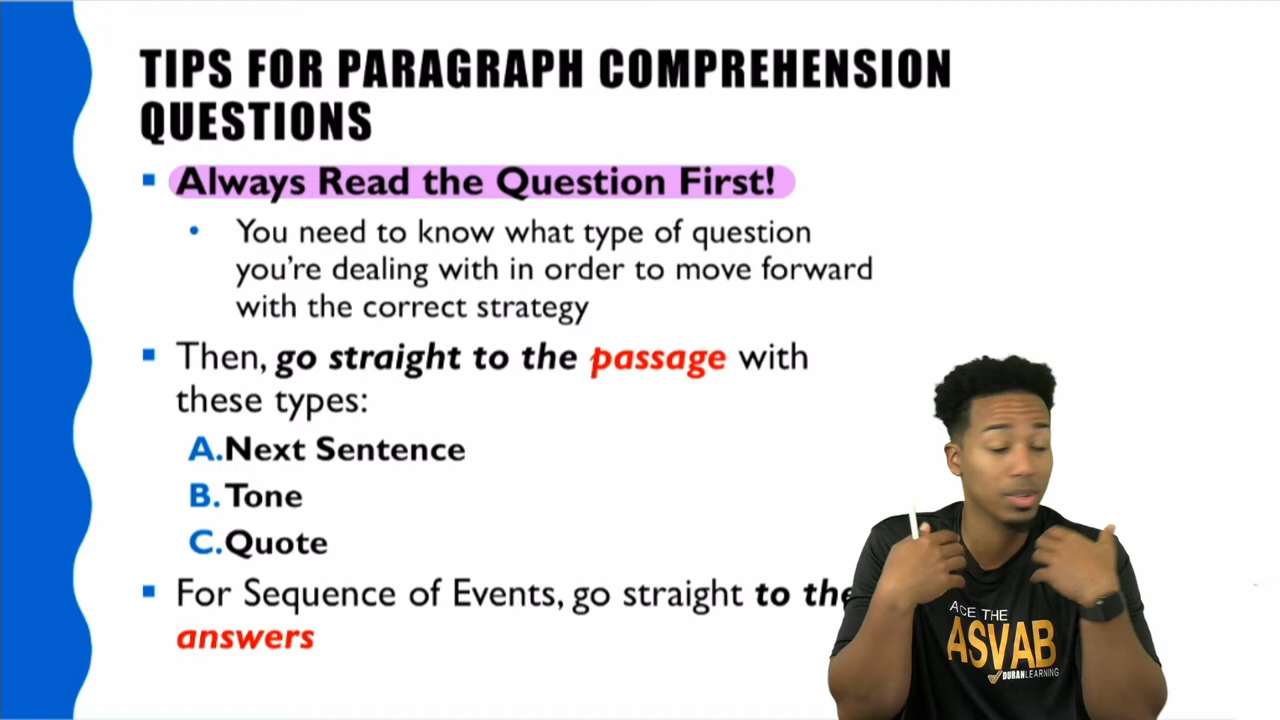 TIPS FOR PARAGRAPH COMPREHENSION
QUESTIONS
Always Read the Question First!
You need to know what type of question
you're dealing with in order to move forward
with the correct strategy
Then, go straight to the passage with
these types:
A. Next Sentence
B. Tone
C. Quote
For Sequence of Events, go straight to the
answers
ACE THE
ASVAB
DURANLEARNING